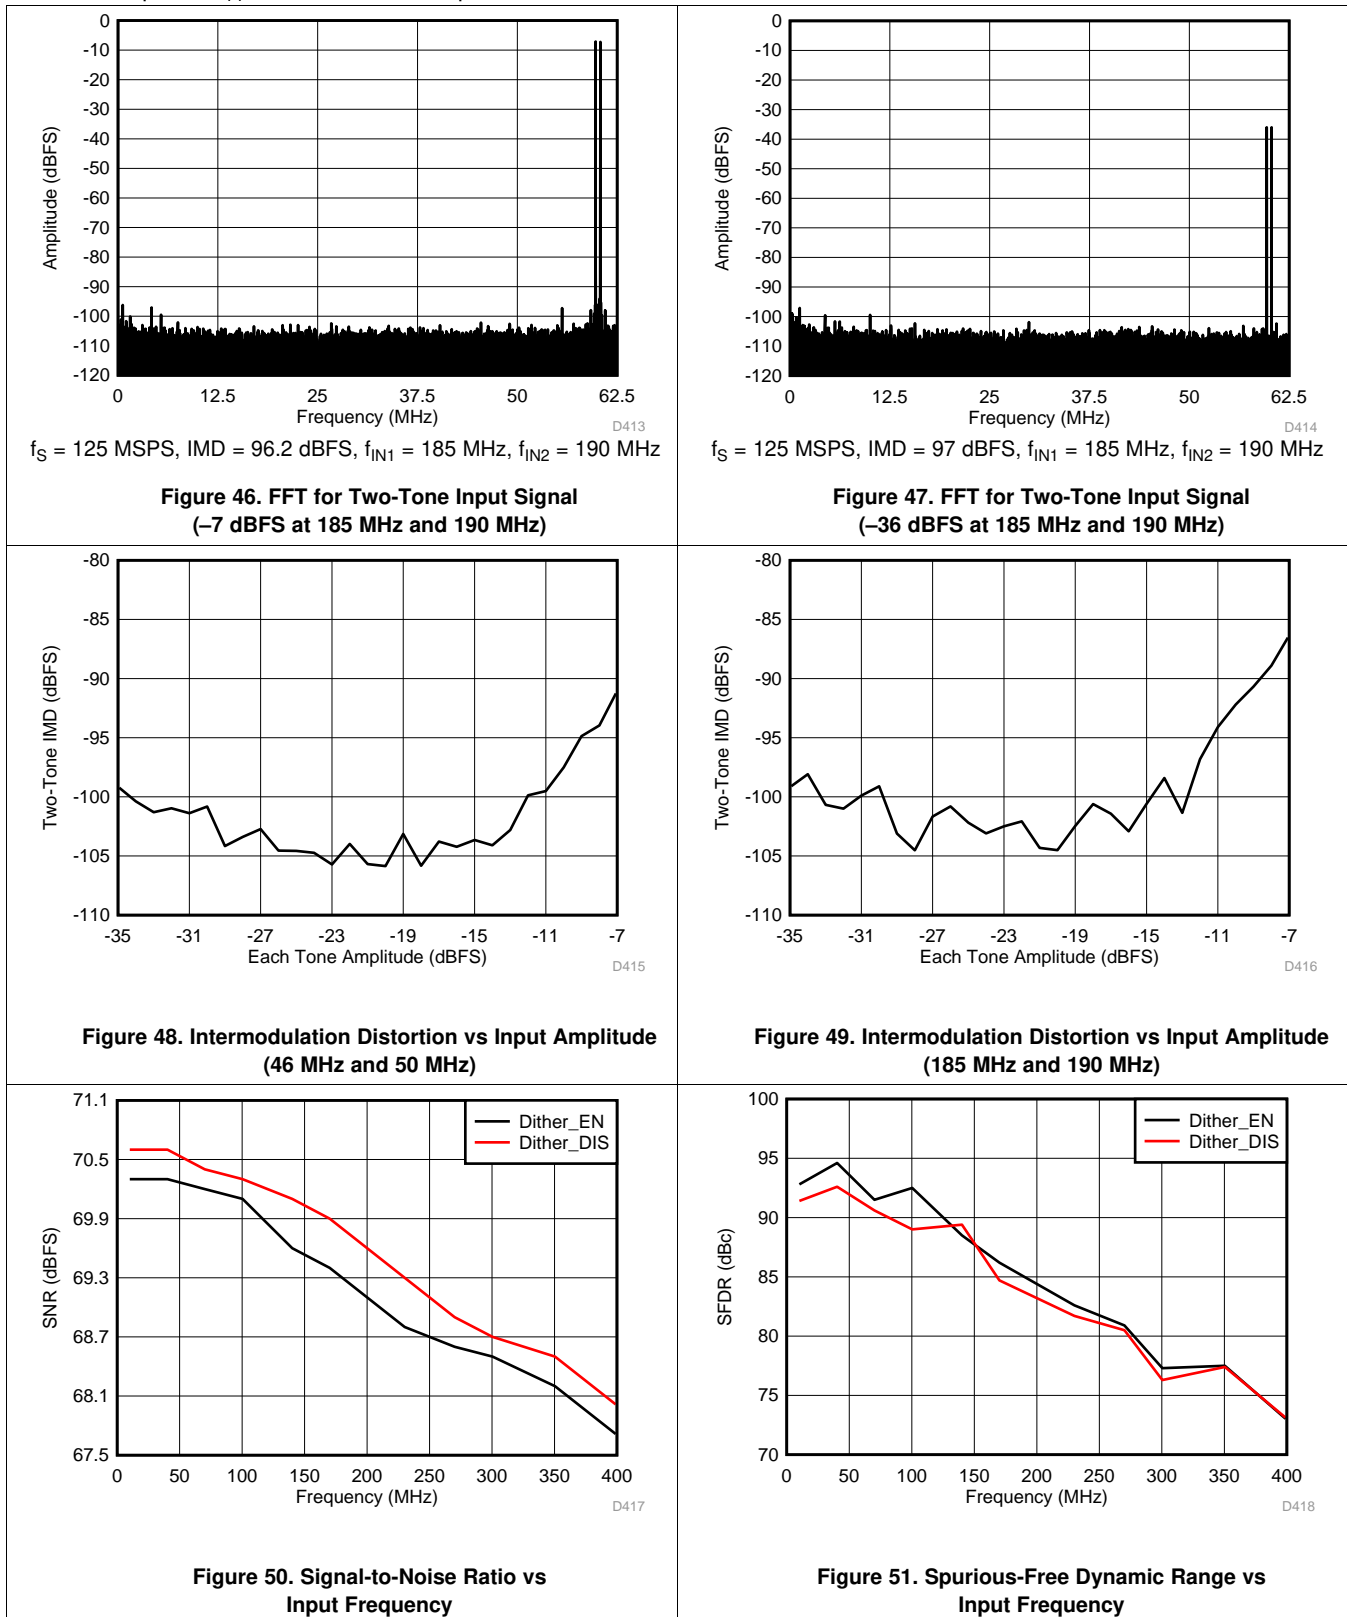 0
-10
-20
-30
-40
-50
-60
-70
-80
-90
-100
-110
-120
Amplitude (dBFS)
0 12.5 25 37.5 50 62.5
Frequency (MHz)
D413
fS = 125 MSPS, IMD = 96.2 dBFS, fIN1 = 185 MHz, fIN2 = 190 MHz
Figure 46. FFT for Two-Tone Input Signal
(–7 dBFS at 185 MHz and 190 MHz)
0
-10
-20
-30
-40
-50
-60
-70
-80
-90
-100
-110
-120
Amplitude (dBFS)
0 12.5 25 37.5 50 62.5
Frequency (MHz)
D414
fS = 125 MSPS, IMD = 97 dBFS, fIN1 = 185 MHz, fIN2 = 190 MHz
Figure 47. FFT for Two-Tone Input Signal
(–36 dBFS at 185 MHz and 190 MHz)
-80
-85
-90
-95
-100
-105
-110
Two-Tone IMD (dBFS)
-35 -31 -27 -23 -19 -15 -11 -7
Each Tone Amplitude (dBFS)
D415
Figure 48. Intermodulation Distortion vs Input Amplitude
(46 MHz and 50 MHz)
-80
-85
-90
-95
-100
-105
-110
Two-Tone IMD (dBFS)
-35 -31 -27 -23 -19 -15 -11 -7
Each Tone Amplitude (dBFS)
D416
Figure 49. Intermodulation Distortion vs Input Amplitude
(185 MHz and 190 MHz)
71.1
70.5
69.9
69.3
68.7
68.1
67.5
SNR (dBFS)
Dither_EN
Dither_DIS
0 50 100 150 200 250 300 350 400
Frequency (MHz)
D417
Figure 50. Signal-to-Noise Ratio vs
Input Frequency
100
95
90
85
80
75
70
SFDR (dBc)
Dither_EN
Dither_DIS
0 50 100 150 200 250 300 350 400
Frequency (MHz)
D418
Figure 51. Spurious-Free Dynamic Range vs
Input Frequency